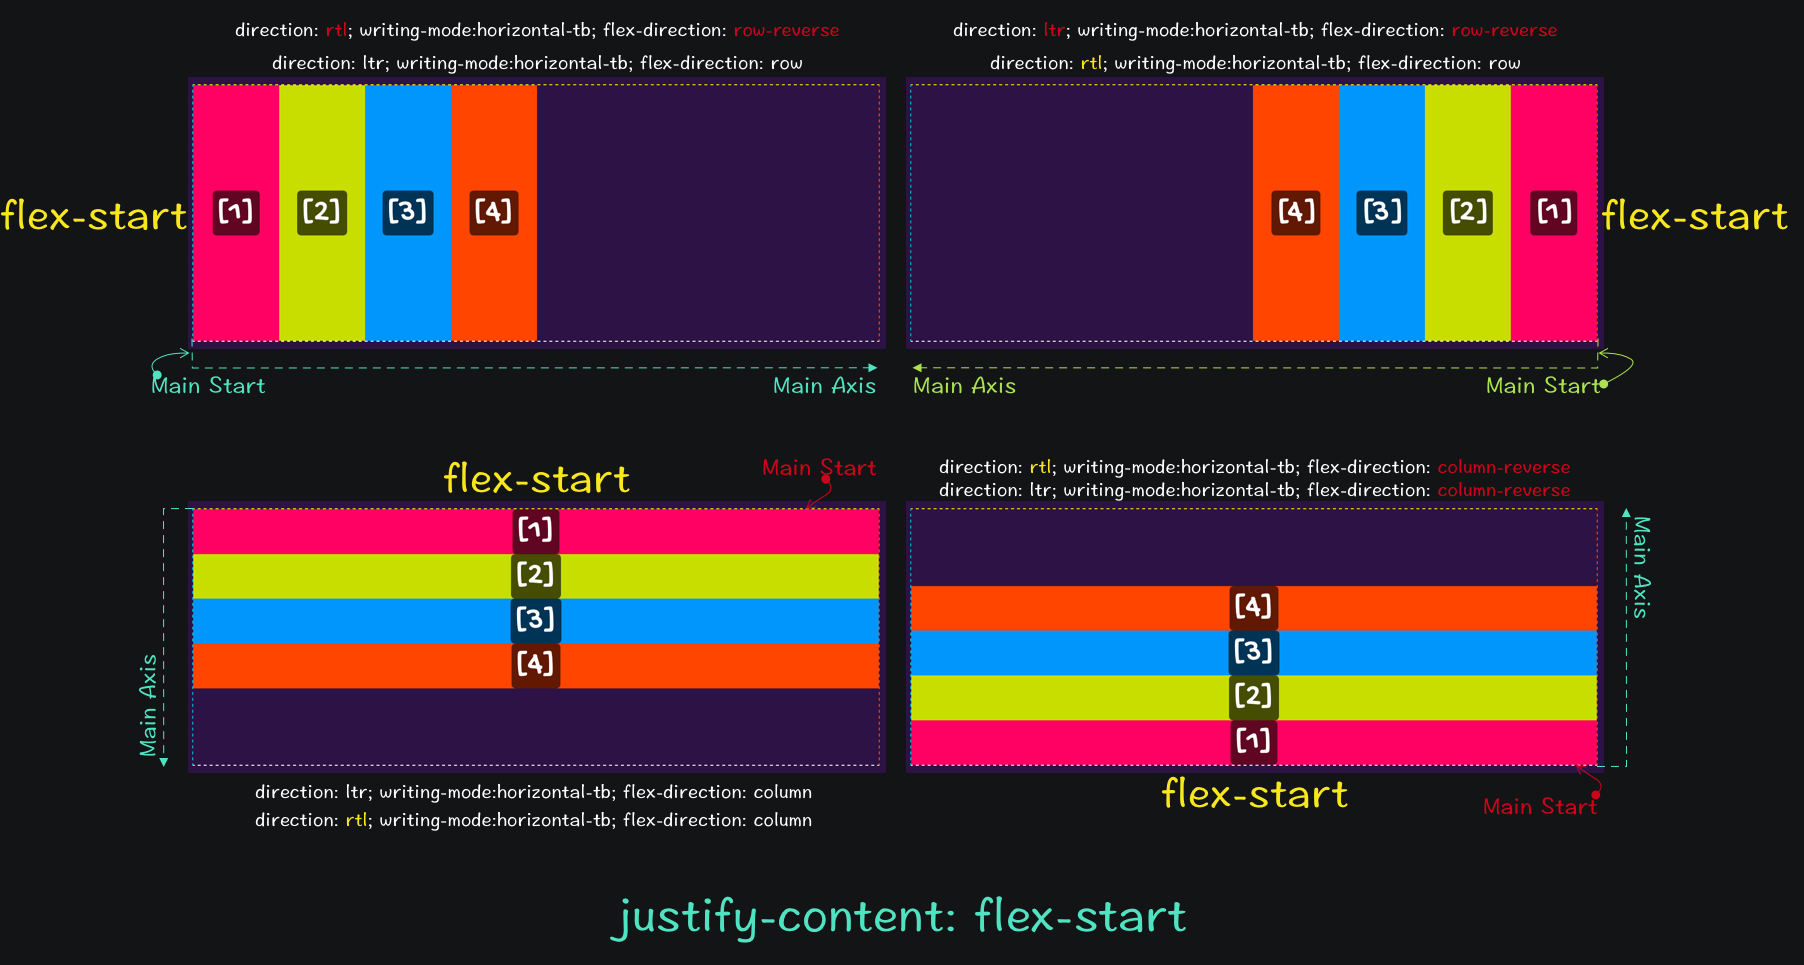 direction: rtl; writing-mode:horizontal-tb; flex-direction: row-reverse
direction: ltr; writing-mode:horizontal-tb; flex-direction: row
flex-start
[1]
[2]
[3]
[4]
Main Start
Main Axis
direction: ltr; writing-mode:horizontal-tb; flex-direction: row-reverse
direction: rtl; writing-mode:horizontal-tb; flex-direction: row
[4]
[3]
[2]
[1]
flex-start
Main Axis
Main Start
flex-start
Main Start
[1]
[2]
[3]
[4]
Main Axis
direction: ltr; writing-mode:horizontal-tb; flex-direction: column
direction: rtl; writing-mode:horizontal-tb; flex-direction: column
direction: rtl; writing-mode:horizontal-tb; flex-direction: column-reverse
direction: ltr; writing-mode:horizontal-tb; flex-direction: column-reverse
Main Axis
[4]
[3]
[2]
[1]
flex-start
Main Start
justify-content: flex-start